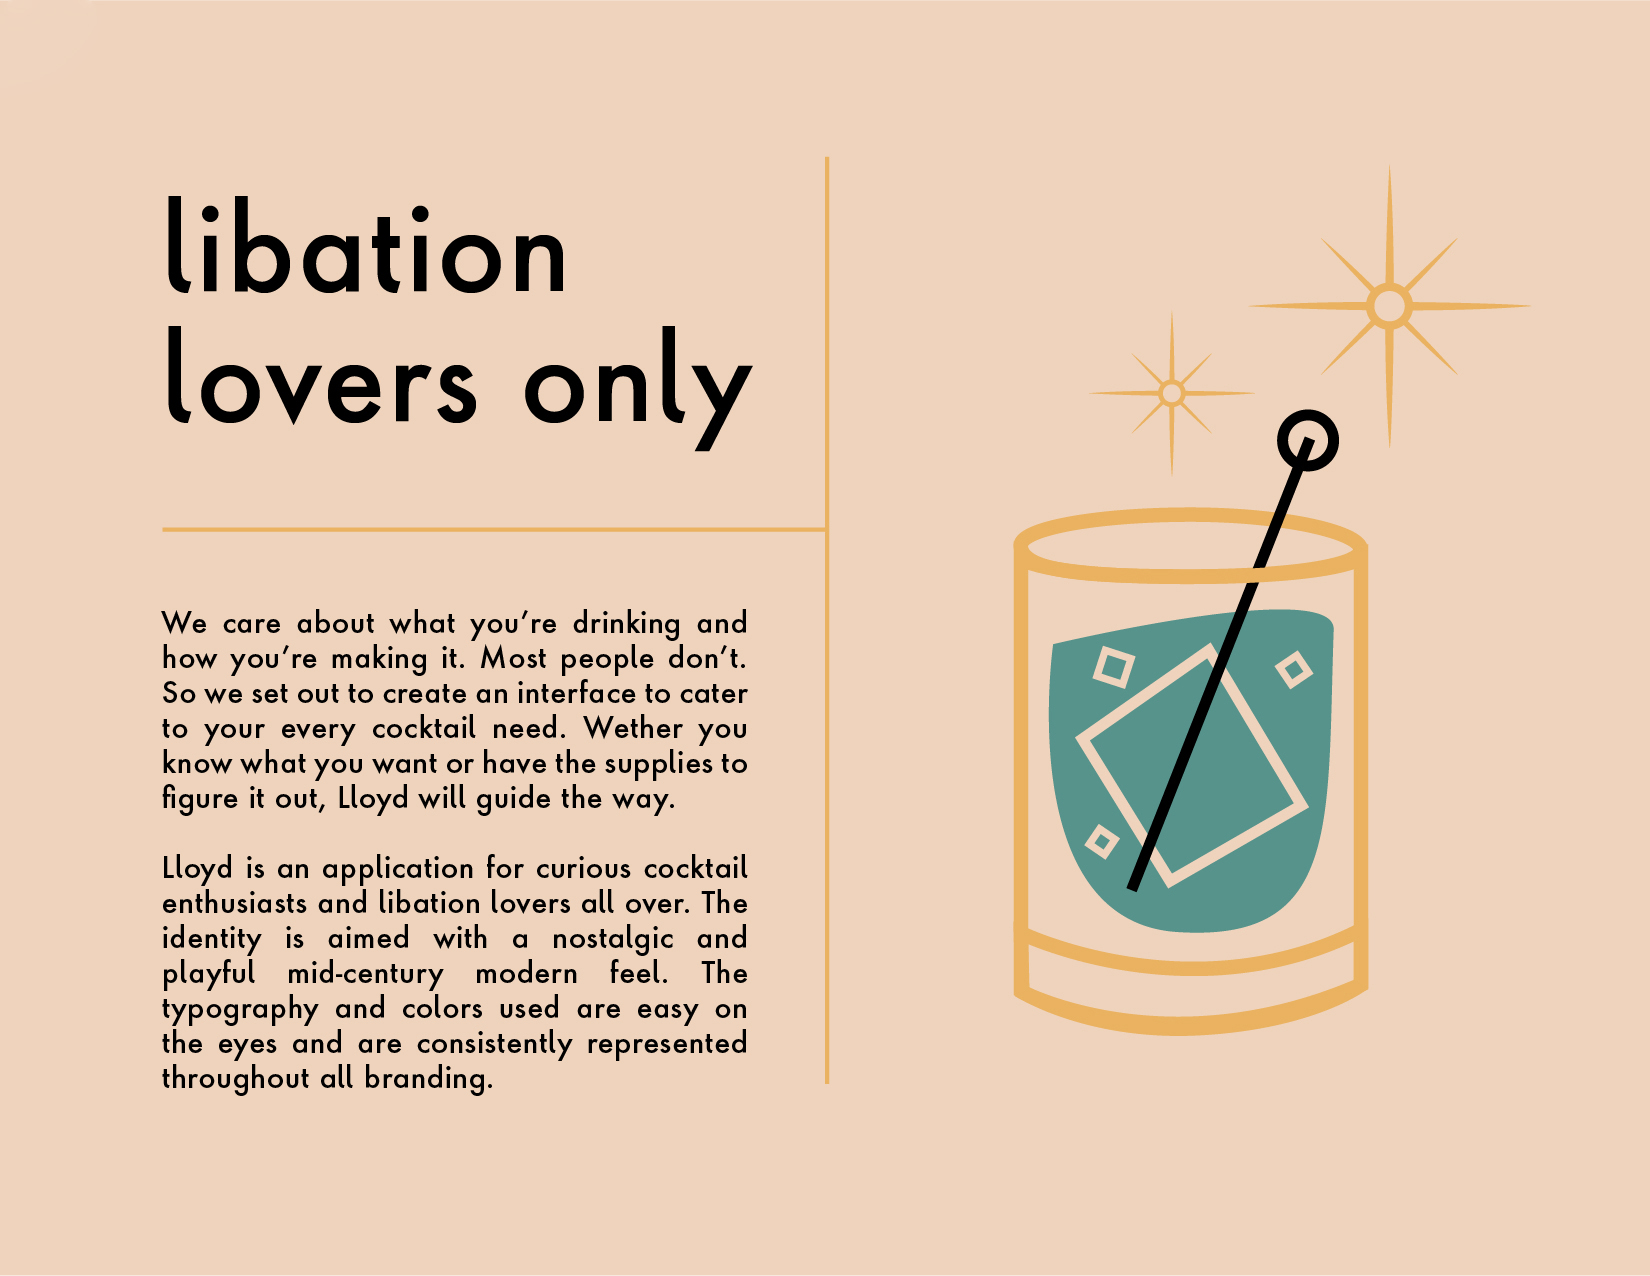 libation
lovers only
We care about what you’re drinking and
how you’re making it. Most people don’t.
So we set out to create an interface to cater
to your every cocktail need. Wether you
know what you want or have the supplies to
figure it out, Lloyd will guide the way.
Lloyd is an application for curious cocktail
enthusiasts and libation lovers all over. The
identity is aimed with a nostalgic and
playful mid-century modern feel. The
typography and colors used are easy on
the eyes and are consistently represented
throughout all branding.